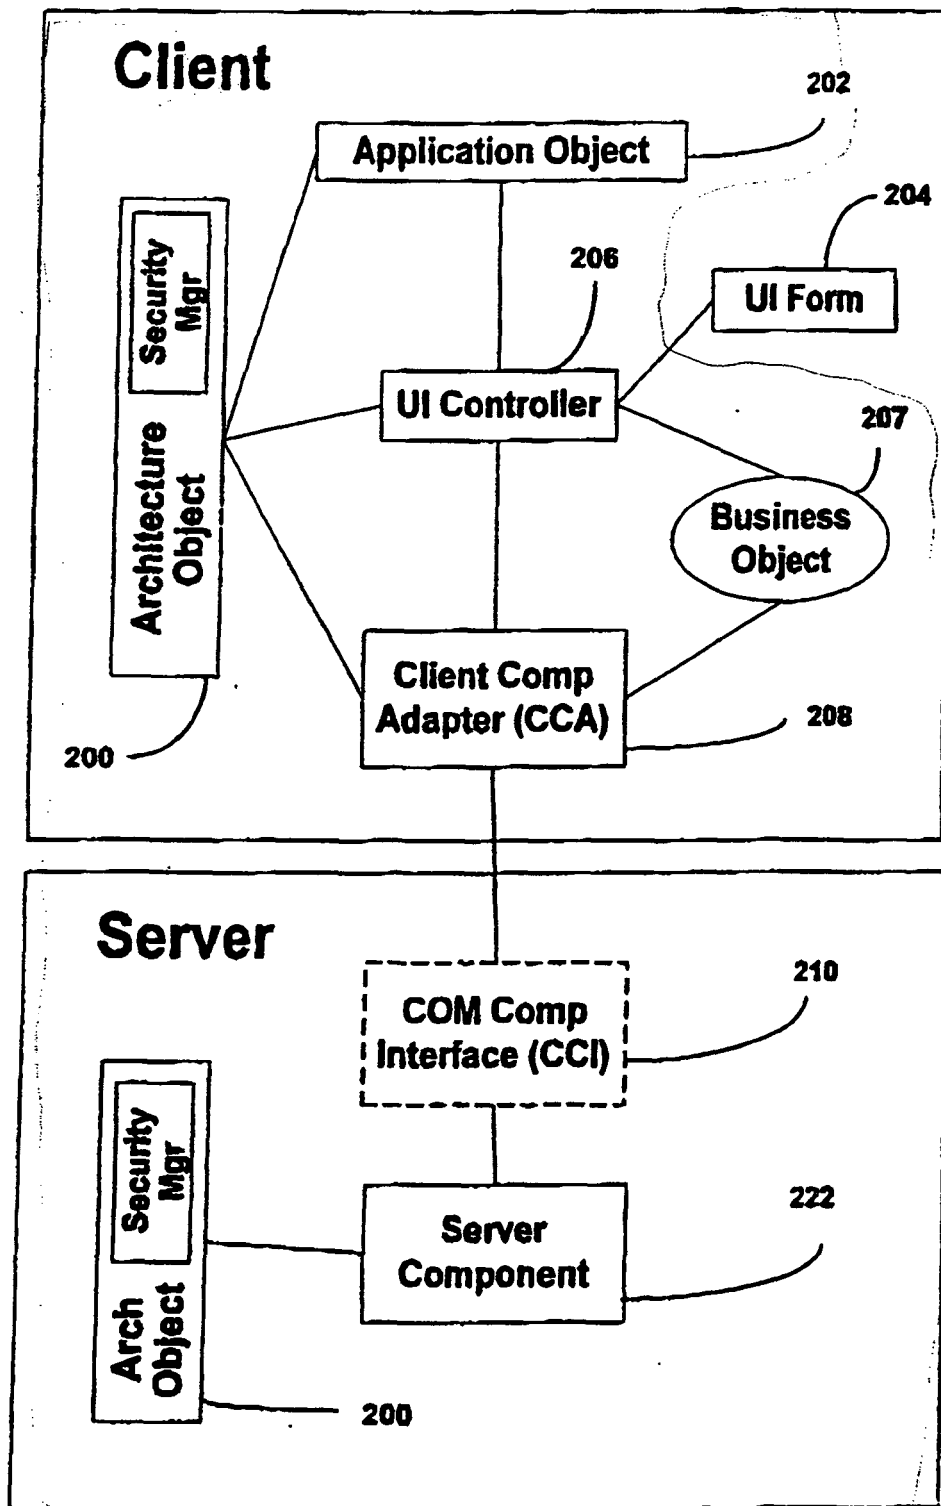 Client
202
Application Object
204
Security
Mgr
206
UI Form
UI Controller
207
Architecture
Object
Business
Object
Client Comp
Adapter (CCA)
208
200
Server
210
COM Comp
Interface (CCI)
Security
Mgr
222
Server
Component
Arch
Object
200